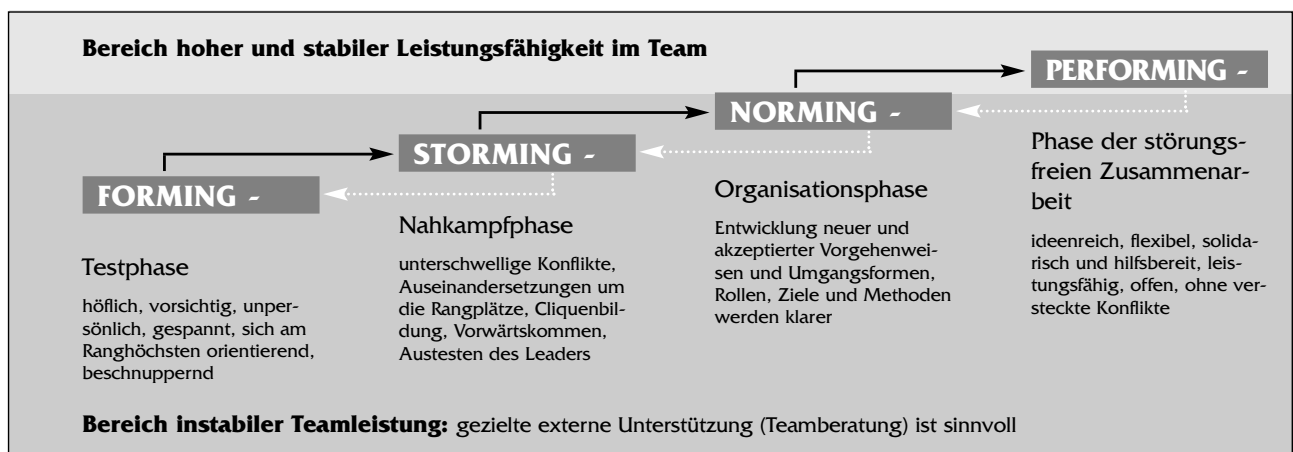 Bereich hoher und stabiler Leistungsfähigkeit im Team
FORMING -
Testphase
höflich, vorsichtig, unper-
sönlich, gespannt, sich am
Ranghöchsten orientierend,
beschnuppernd
STORMING -
Nahkampfphase
unterschwellige Konflikte,
Auseinandersetzungen um
die Rangplätze, Cliquenbil-
dung, Vorwärtskommen,
Austesten des Leaders
NORMING -
Organisationsphase
Entwicklung neuer und
akzeptierter Vorgehenwei-
sen und Umgangsformen,
Rollen, Ziele und Methoden
werden klarer
PERFORMING -
Phase der störungs-
freien Zusammenar-
beit
ideenreich, flexibel, solida-
risch und hilfsbereit, leis-
tungsfähig, offen, ohne ver-
steckte Konflikte
Bereich instabiler Teamleistung: gezielte externe Unterstützung (Teamberatung) ist sinnvoll